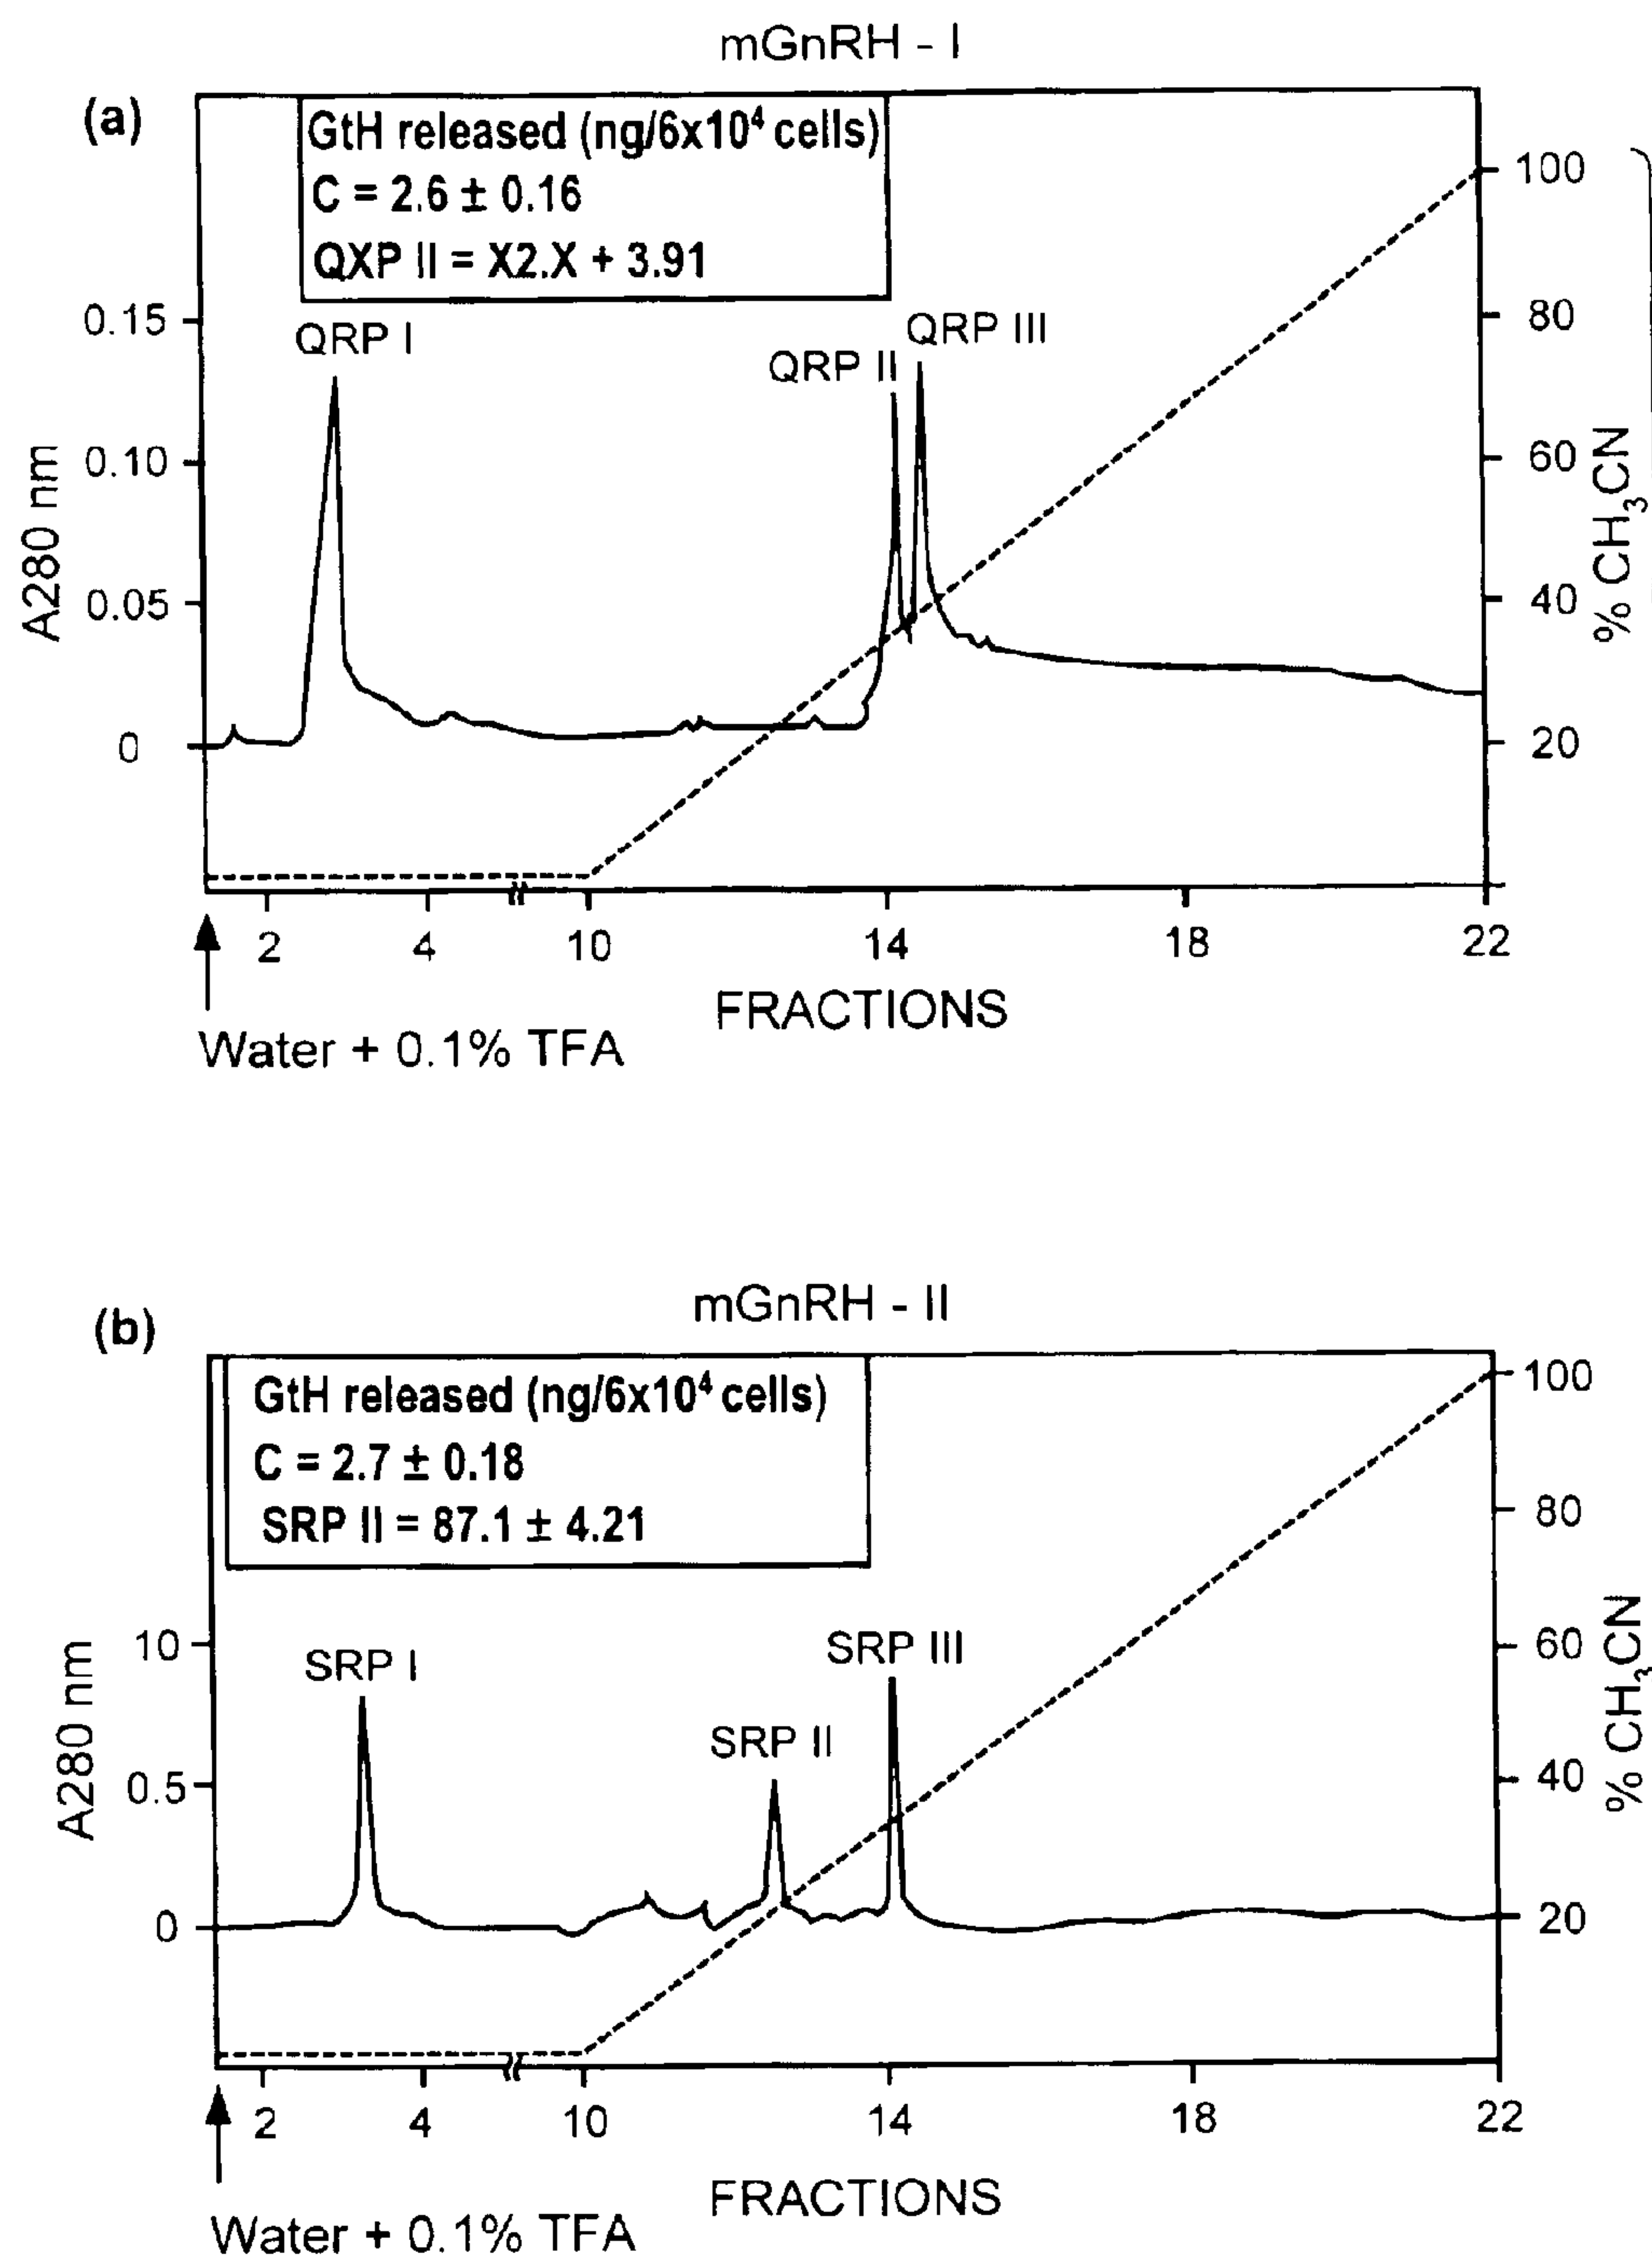 mGnRH - I
(a)
GtH released (ng/6x10⁴ cells)
C = 2.6 ± 0.16
QXP II = X2.X + 3.91
QRP I
QRP II
QRP III
A280 nm
0.15
0.10
0.05
0
100
80
60
40
20
% CH₃CN
2 4 10 14 18 22
FRACTIONS
Water + 0.1% TFA
mGnRH - II
(b)
GtH released (ng/6x10⁴ cells)
C = 2.7 ± 0.18
SRP II = 87.1 ± 4.21
SRP I
SRP II
SRP III
A280 nm
10
0.5
0
100
80
60
40
20
% CH₃CN
2 4 10 14 18 22
FRACTIONS
Water + 0.1% TFA